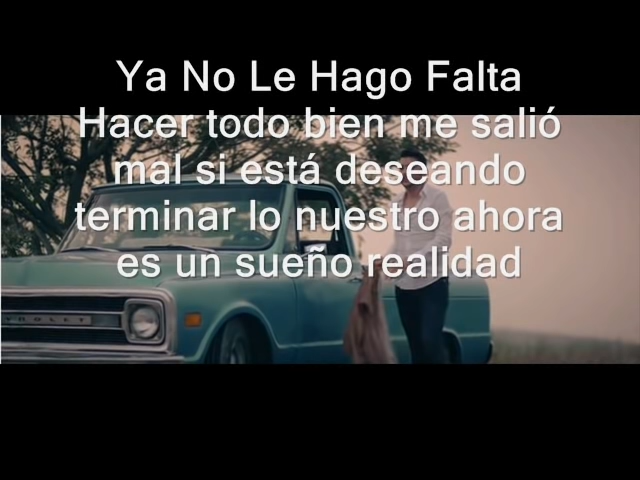 Ya No Le Hago Falta
Hacer todo bien me salió
mal si está deseando
terminar lo nuestro ahora
es un sueño realidad
VROLET